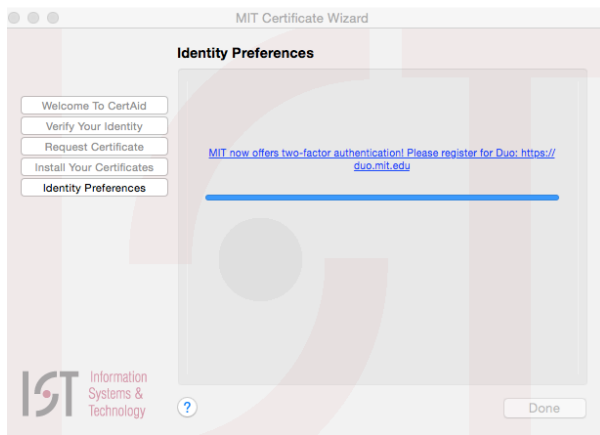 MIT Certificate Wizard
Identity Preferences
Welcome To CertAid
Verify Your Identity
Request Certificate
Install Your Certificates
Identity Preferences
MIT now offers two-factor authentication! Please register for Duo: https://
duo.mit.edu
IST
Information
Systems &
Technology
?
Done